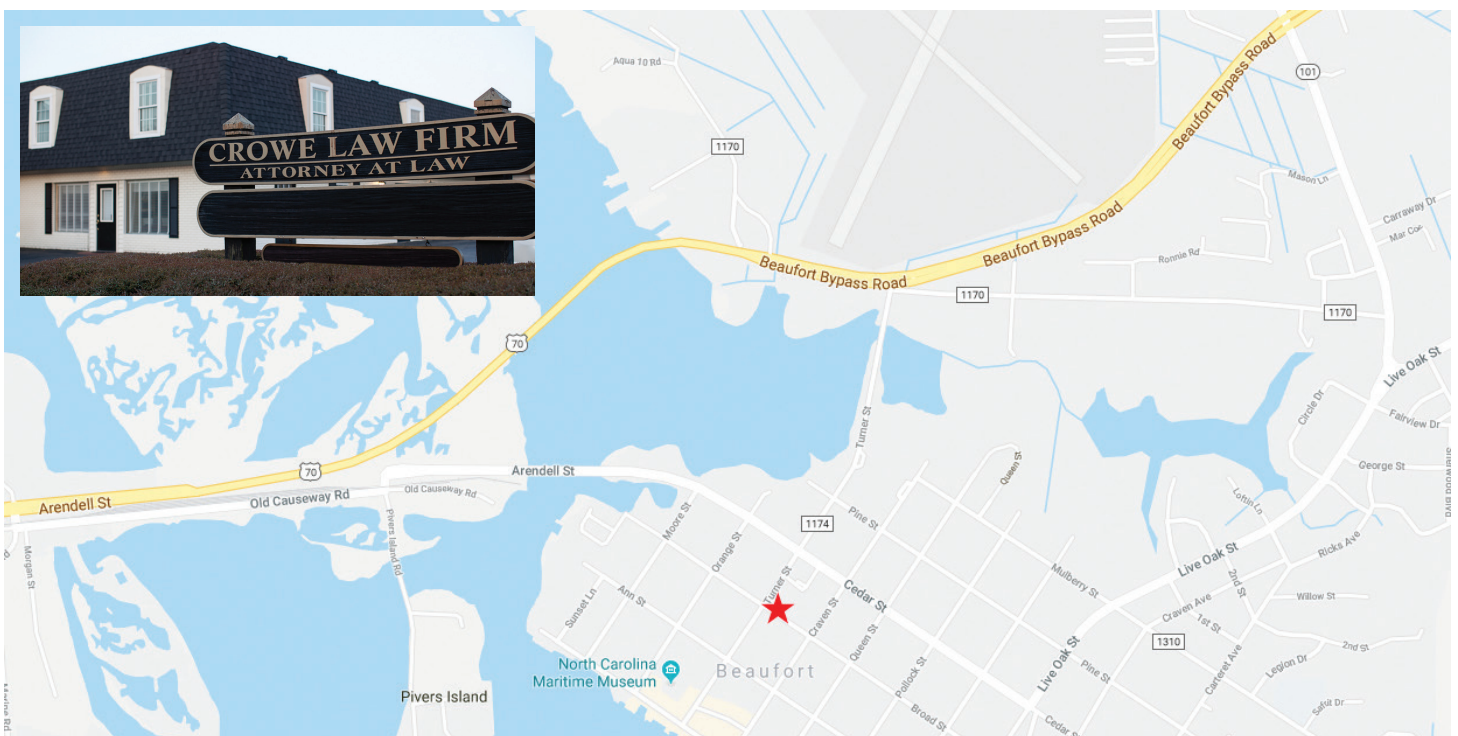 CROWE LAW FIRM
ATTORNEY AT LAW
Aqua 10 Rd
1170
101
Beaufort Bypass Road
Mason Ln
Carraway Dr
Ronnie Rd
Beaufort Bypass Road
Beaufort Bypass Road
1170
1170
70
Live Oak St
Circle Dr
Fairview Dr
Turner St
George St
Queen St
Arendell St
70
Old Causeway Rd
Old Causeway Rd
Arendell St
Loftin Ln
Moore St
Pine St
1174
Orange St
Pivers Island Rd
Morgan St
Live Oak St
Ricks Ave
Mulberry St
2nd St
Turner St
Cedar St
Ann St
Sunset Ln
Craven St
Craven Ave
Willow St
1st St
Queen St
1310
2nd St
North Carolina
Maritime Museum
Beaufort
Live Oak St
Pine St
Legion Dr
Carteret Ave
Pollock St
Pivers Island
Broad St
Cedar St